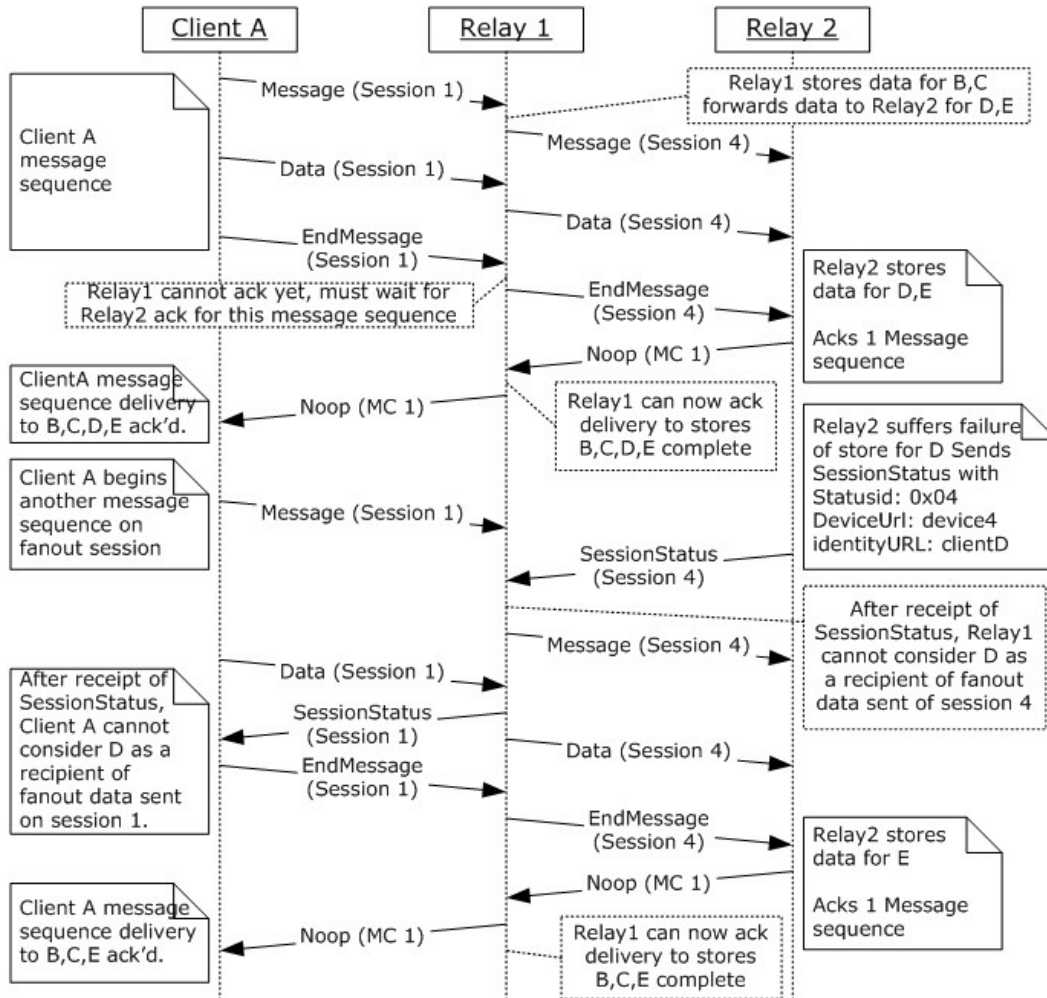 Client A
Relay 1
Relay 2
Client A
message
sequence
Message (Session 1)
Relay1 stores data for B,C
forwards data to Relay2 for D,E
Message (Session 4)
Data (Session 1)
Data (Session 4)
EndMessage
(Session 1)
Relay1 cannot ack yet, must wait for
Relay2 ack for this message sequence
EndMessage
(Session 4)
Relay2 stores
data for D,E
Acks 1 Message
sequence
Noop (MC 1)
ClientA message
sequence delivery
to B,C,D,E ack’d.
Noop (MC 1)
Relay1 can now ack
delivery to stores
B,C,D,E complete
Relay2 suffers failure
of store for D Sends
SessionStatus with
Statusid: 0x04
DeviceUrl: device4
identityURL: clientD
Client A begins
another message
sequence on
fanout session
Message (Session 1)
SessionStatus
(Session 4)
After receipt of
SessionStatus, Relay1
cannot consider D as
a recipient of fanout
data sent of session 4
Message (Session 4)
After receipt of
SessionStatus,
Client A cannot
consider D as a
recipient of
fanout data sent
on session 1.
Data (Session 1)
SessionStatus
(Session 1)
Data (Session 4)
EndMessage
(Session 1)
EndMessage
(Session 4)
Relay2 stores
data for E
Acks 1 Message
sequence
Noop (MC 1)
Client A message
sequence delivery
to B,C,E ack’d.
Noop (MC 1)
Relay1 can now ack
delivery to stores
B,C,E complete